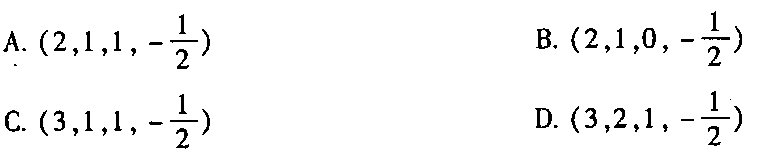 A. (2,1,1, -1/2) B. (2,1,0, -1/2)
C. (3,1,1, -1/2) D. (3,2,1, -1/2)